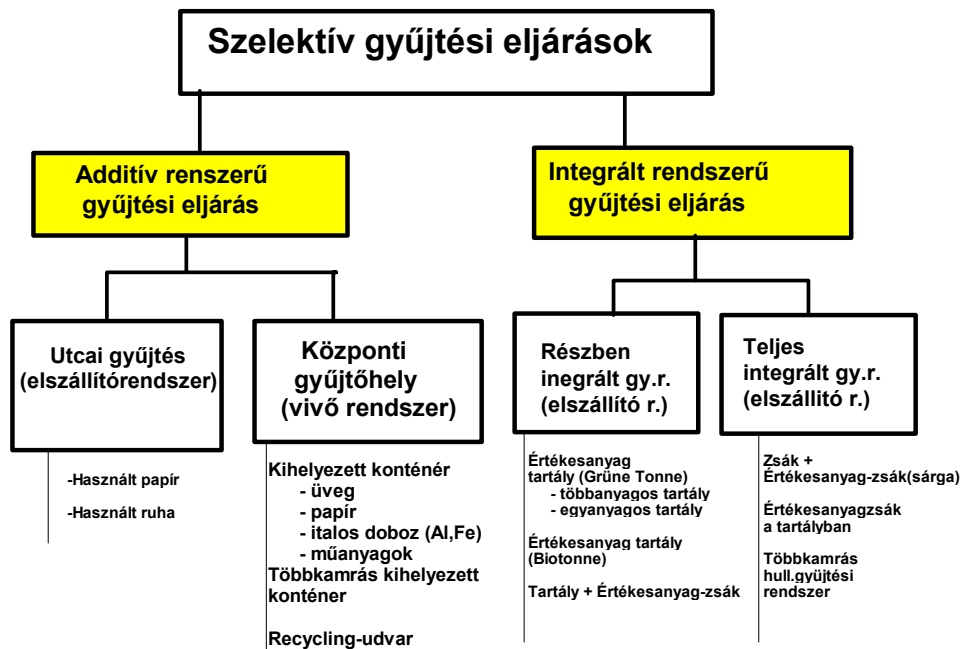 Szelektív gyűjtési eljárások
Additív renszerű
gyűjtési eljárás
Integrált rendszerű
gyűjtési eljárás
Utcai gyűjtés
(elszállítórendszer)
Központi
gyűjtőhely
(vivő rendszer)
Részben
inegrált gy.r.
(elszállító r.)
Teljes
integrált gy.r.
(elszállitó r.)
-Használt papír
-Használt ruha
Kihelyezett konténér
- üveg
- papír
- italos doboz (Al,Fe)
- műanyagok
Többkamrás kihelyezett
konténer
Recycling-udvar
Értékesanyag
tartály (Grüne Tonne)
- többanyagos tartály
- egyanyagos tartály
Értékesanyag tartály
(Biotonne)
Tartály + Értékesanyag-zsák
Zsák +
Értékesanyag-zsák(sárga)
Értékesanyagzsák
a tartályban
Többkamrás
hull.gyüjtési
rendszer